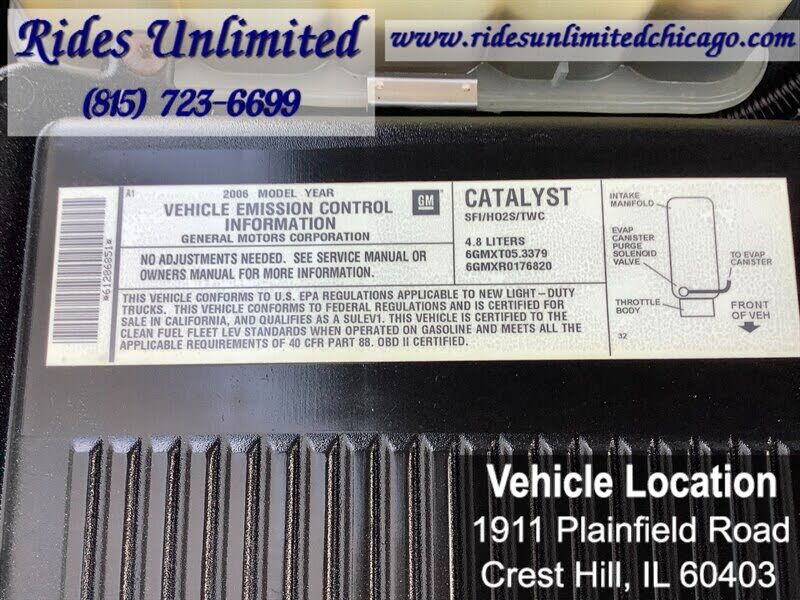 Rides Unlimited
(815) 723-6699
www.ridesunlimitedchicago.com
*61286851*
A1
2006 MODEL YEAR
VEHICLE EMISSION CONTROL
INFORMATION
GENERAL MOTORS CORPORATION
GM
NO ADJUSTMENTS NEEDED. SEE SERVICE MANUAL OR
OWNERS MANUAL FOR MORE INFORMATION.
CATALYST
SFI/HO2S/TWC
4.8 LITERS
6GMXT05.3379
6GMXR0176820
THIS VEHICLE CONFORMS TO U.S. EPA REGULATIONS APPLICABLE TO NEW LIGHT-DUTY
TRUCKS. THIS VEHICLE CONFORMS TO FEDERAL REGULATIONS AND IS CERTIFIED FOR
SALE IN CALIFORNIA, AND QUALIFIES AS A SULEV1. THIS VEHICLE IS CERTIFIED TO THE
CLEAN FUEL FLEET LEV STANDARDS WHEN OPERATED ON GASOLINE AND MEETS ALL THE
APPLICABLE REQUIREMENTS OF 40 CFR PART 88. OBD II CERTIFIED.
INTAKE
MANIFOLD
EVAP
CANISTER
PURGE
SOLENOID
VALVE
TO EVAP
CANISTER
THROTTLE
BODY
FRONT
OF VEH
32
Vehicle Location
1911 Plainfield Road
Crest Hill, IL 60403